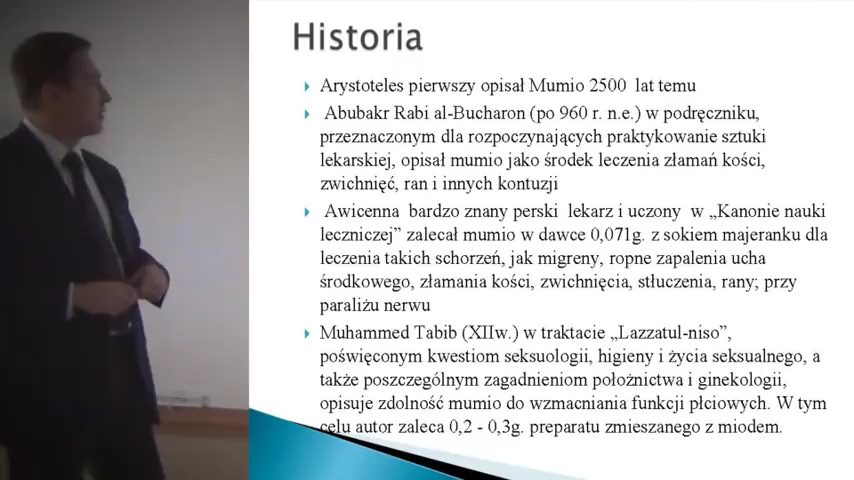 Historia
Arystoteles pierwszy opisał Mumio 2500 lat temu
Abubakr Rabi al-Bucharon (po 960 r. n.e.) w podręczniku,
przeznaczonym dla rozpoczynających praktykowanie sztuki
lekarskiej, opisał mumio jako środek leczenia złamań kości,
zwichnięć, ran i innych kontuzji
Awicenna bardzo znany perski lekarz i uczony w „Kanonie nauki
leczniczej” zalecał mumio w dawce 0,071g. z sokiem majeranku dla
leczenia takich schorzeń, jak migreny, ropne zapalenia ucha
środkowego, złamania kości, zwichnięcia, stłuczenia, rany; przy
paraliżu nerwu
Muhammed Tabib (XIIw.) w traktacie „Lazzatul-niso”,
poświęconym kwestiom seksuologii, higieny i życia seksualnego, a
także poszczególnym zagadnieniom położnictwa i ginekologii,
opisuje zdolność mumio do wzmacniania funkcji płciowych. W tym
celu autor zaleca 0,2 - 0,3g. preparatu zmieszanego z miodem.